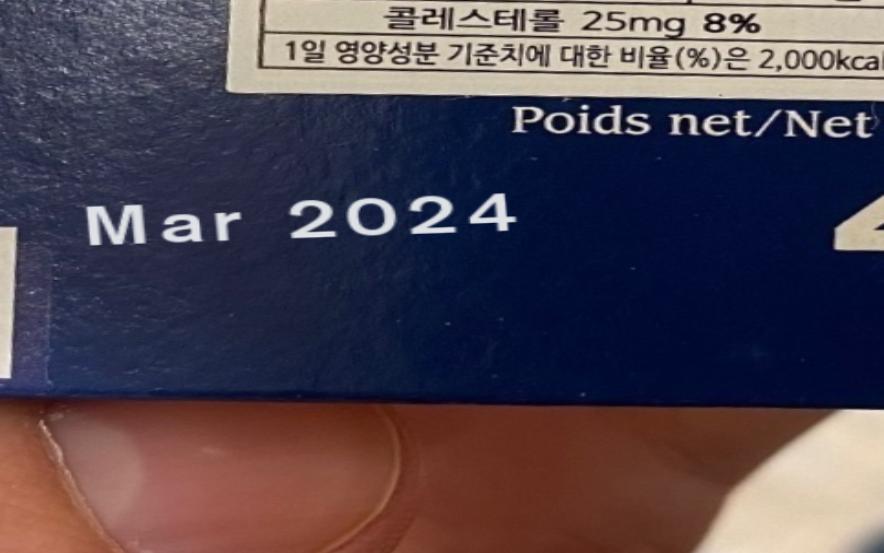 콜레스테롤 25mg 8%
1일 영양성분 기준치에 대한 비율(%)은 2,000kcal
Poids net/Net
Mar 2024